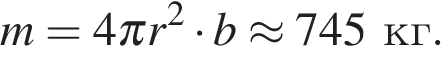 m = 4πr² · b ≈ 745 кг.